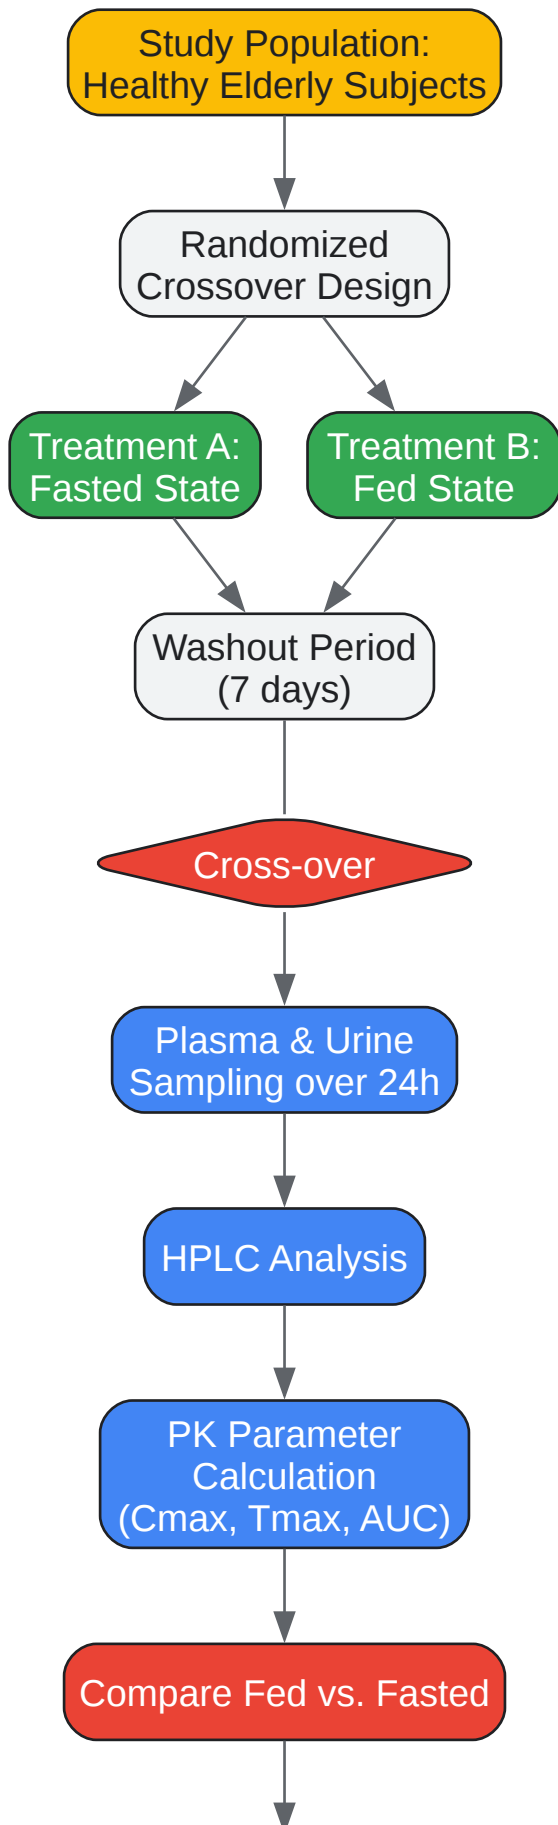 Study Population:
Healthy Elderly Subjects
Randomized
Crossover Design
Treatment A:
Fasted State
Treatment B:
Fed State
Washout Period
(7 days)
Cross-over
Plasma & Urine
Sampling over 24h
HPLC Analysis
PK Parameter
Calculation
(Cmax, Tmax, AUC)
Compare Fed vs. Fasted